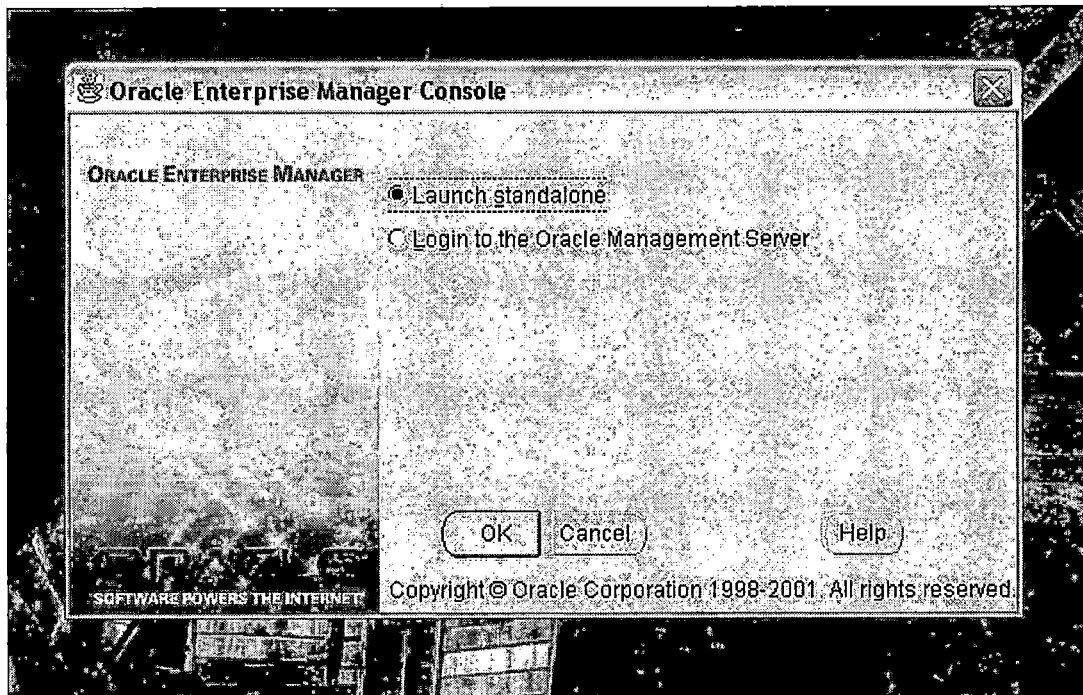 Oracle Enterprise Manager Console
ORACLE ENTERPRISE MANAGER
Launch standalone
Login to the Oracle Management Server
OK Cancel Help
SOFTWARE POWERS THE INTERNET
Copyright © Oracle Corporation 1998-2001. All rights reserved.